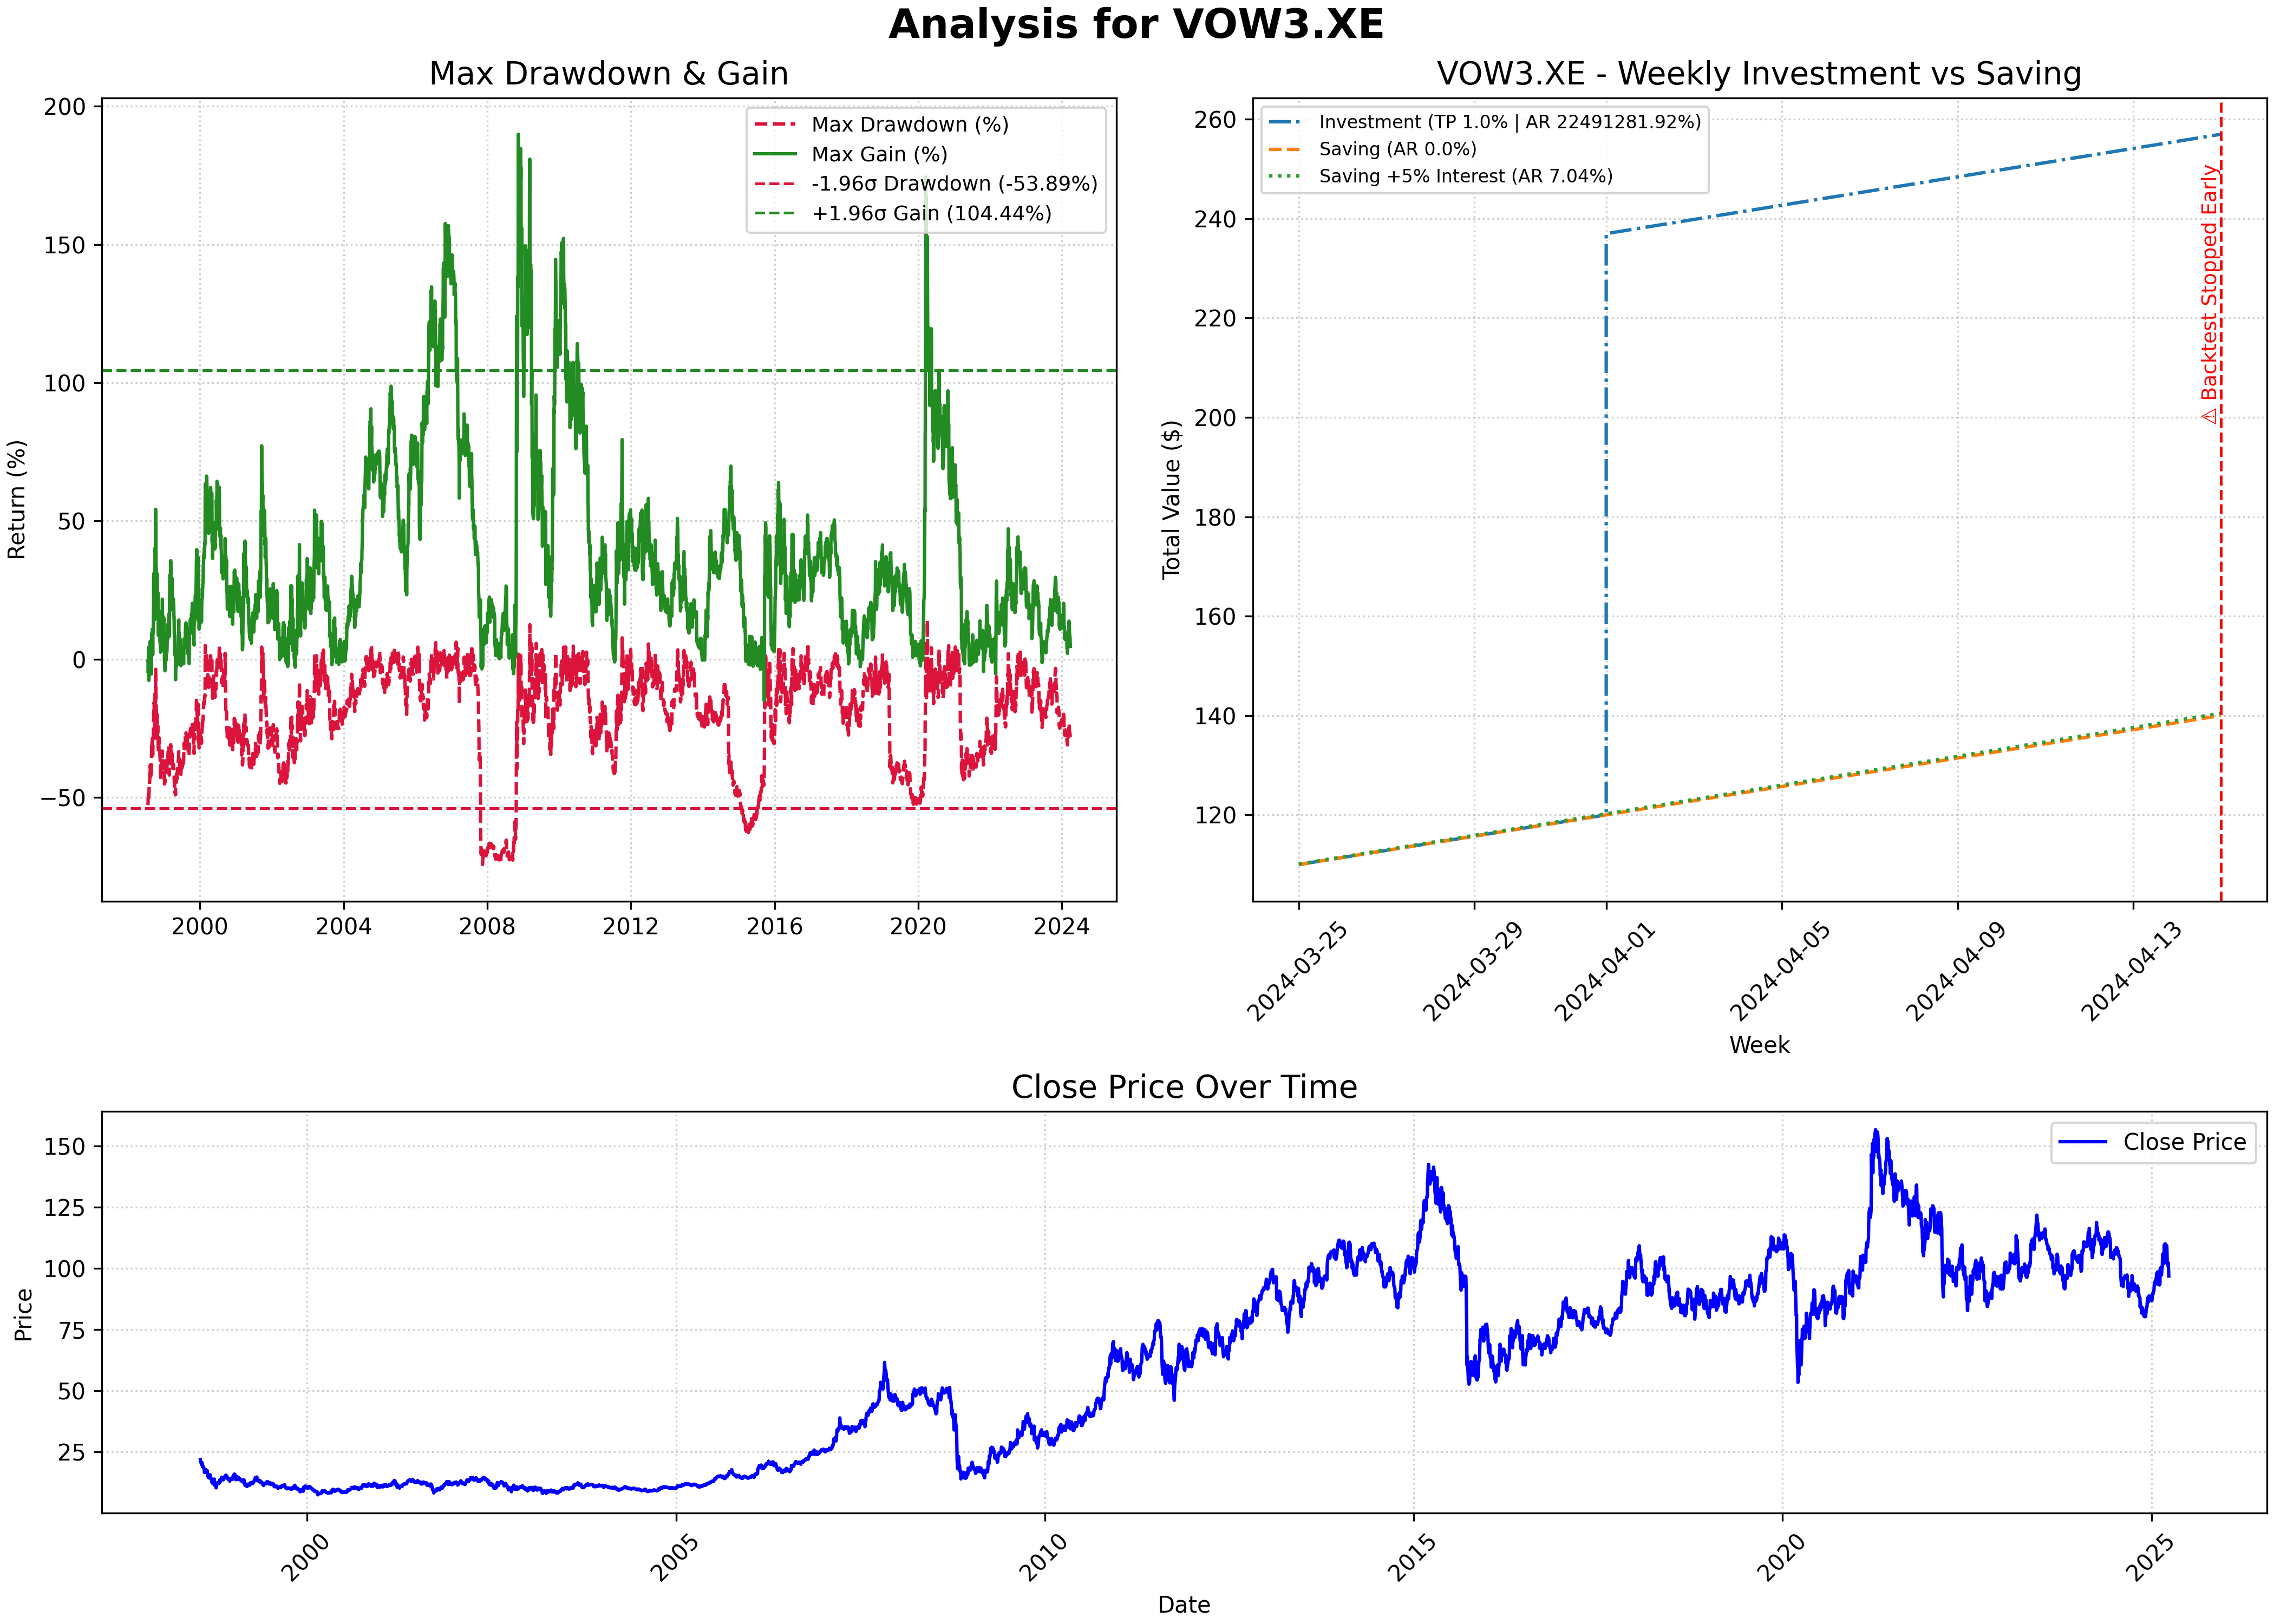 Analysis for VOW3.XE
Max Drawdown & Gain
Return (%)
200
150
100
50
0
−50
2000
2004
2008
2012
2016
2020
2024
Max Drawdown (%)
Max Gain (%)
-1.96σ Drawdown (-53.89%)
+1.96σ Gain (104.44%)
VOW3.XE - Weekly Investment vs Saving
Total Value ($)
260
240
220
200
180
160
140
120
Investment (TP 1.0% | AR 22491281.92%)
Saving (AR 0.0%)
Saving +5% Interest (AR 7.04%)
⚠ Backtest Stopped Early
2024-03-25
2024-03-29
2024-04-01
2024-04-05
2024-04-09
2024-04-13
Week
Close Price Over Time
Price
150
125
100
75
50
25
Close Price
2000
2005
2010
2015
2020
2025
Date